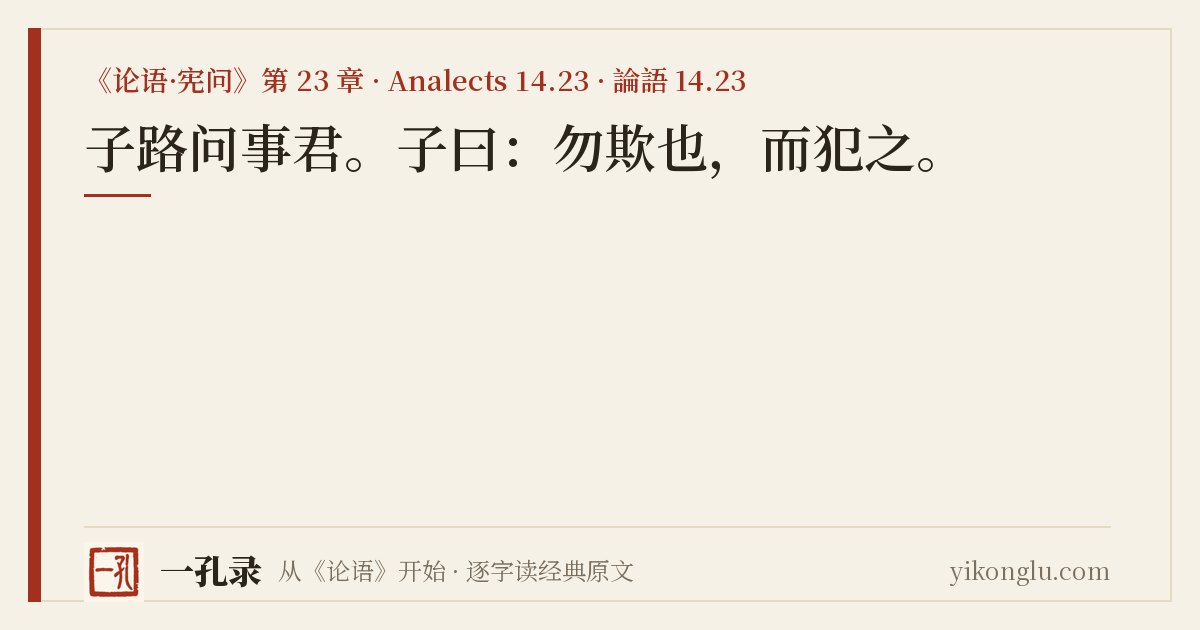 《论语·宪问》第 23 章 · Analects 14.23 · 論語 14.23
子路问事君。子曰：勿欺也，而犯之。
一孔
一孔录 从《论语》开始 · 逐字读经典原文 yikonglu.com